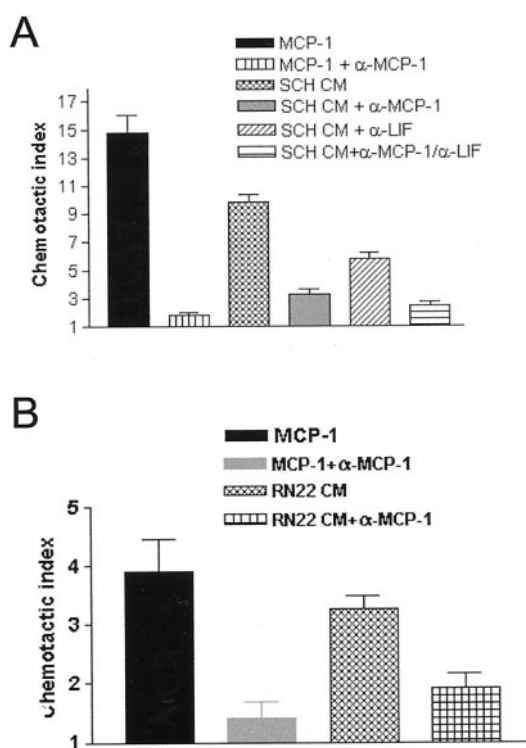 A
MCP-1
MCP-1 + α-MCP-1
SCH CM
SCH CM + α-MCP-1
SCH CM + α-LIF
SCH CM+α-MCP-1/α-LIF
Chemotactic index
17
15
13
11
9
7
5
3
1
B
MCP-1
MCP-1+α-MCP-1
RN22 CM
RN22 CM+α-MCP-1
Chemotactic index
5
4
3
2
1